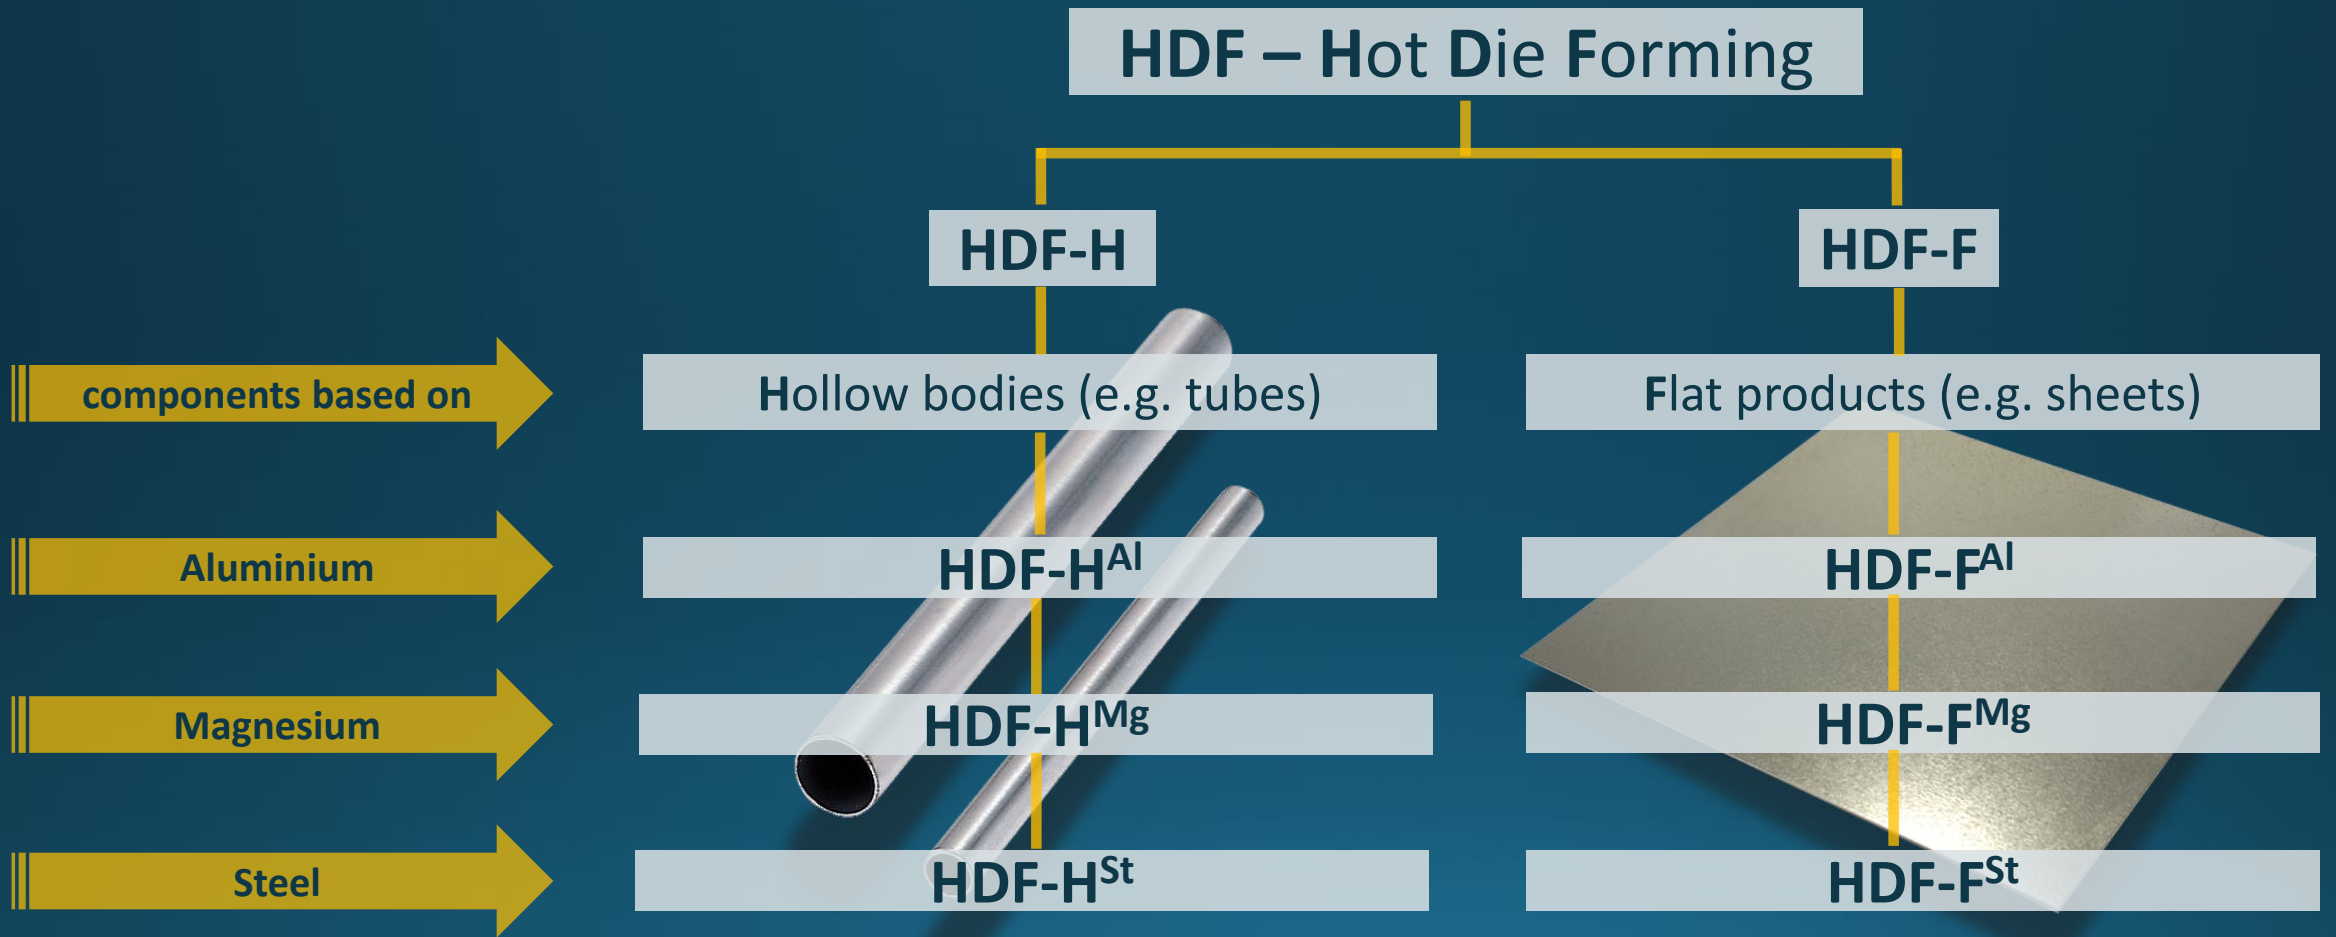 HDF – Hot Die Forming
HDF-H
HDF-F
components based on
Hollow bodies (e.g. tubes)
Flat products (e.g. sheets)
Aluminium
HDF-Hᴬˡ
HDF-Fᴬˡ
Magnesium
HDF-Hᴹᵍ
HDF-Fᴹᵍ
Steel
HDF-Hˢᵗ
HDF-Fˢᵗ